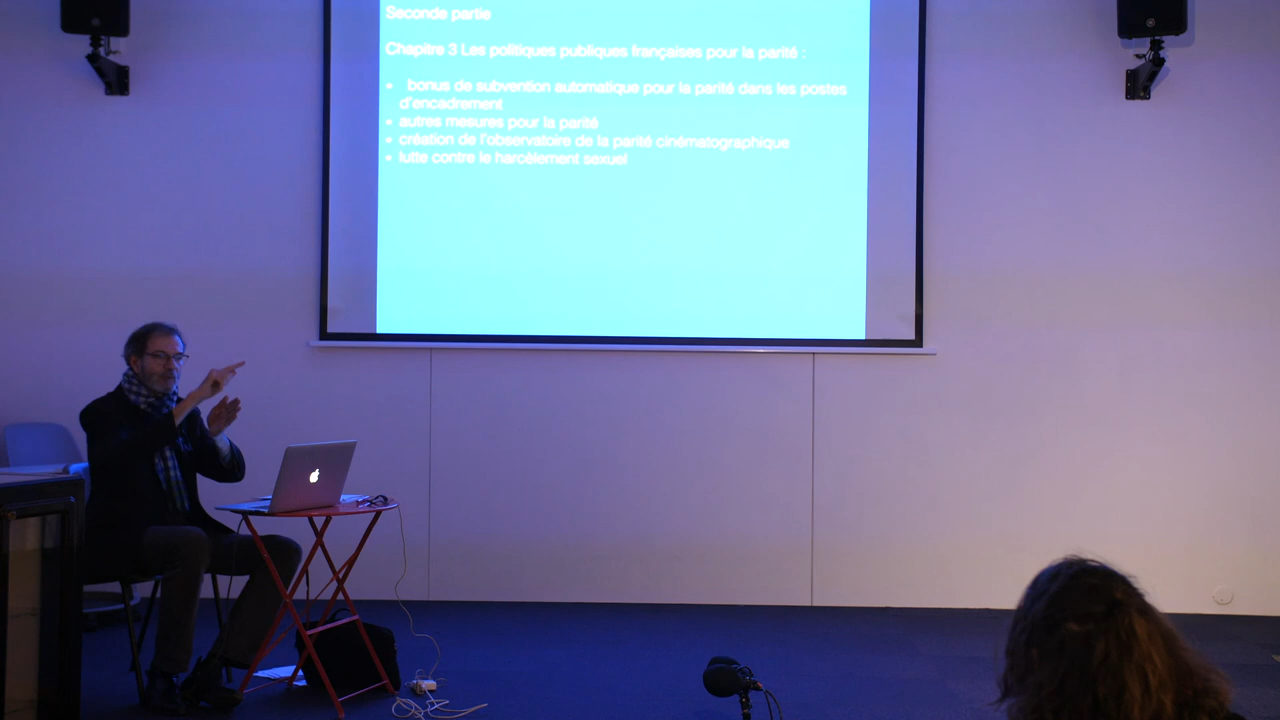 Seconde partie
Chapitre 3 Les politiques publiques françaises pour la parité :
• bonus de subvention automatique pour la parité dans les postes
d'encadrement
• autres mesures pour la parité
• création de l'observatoire de la parité cinématographique
• lutte contre le harcèlement sexuel